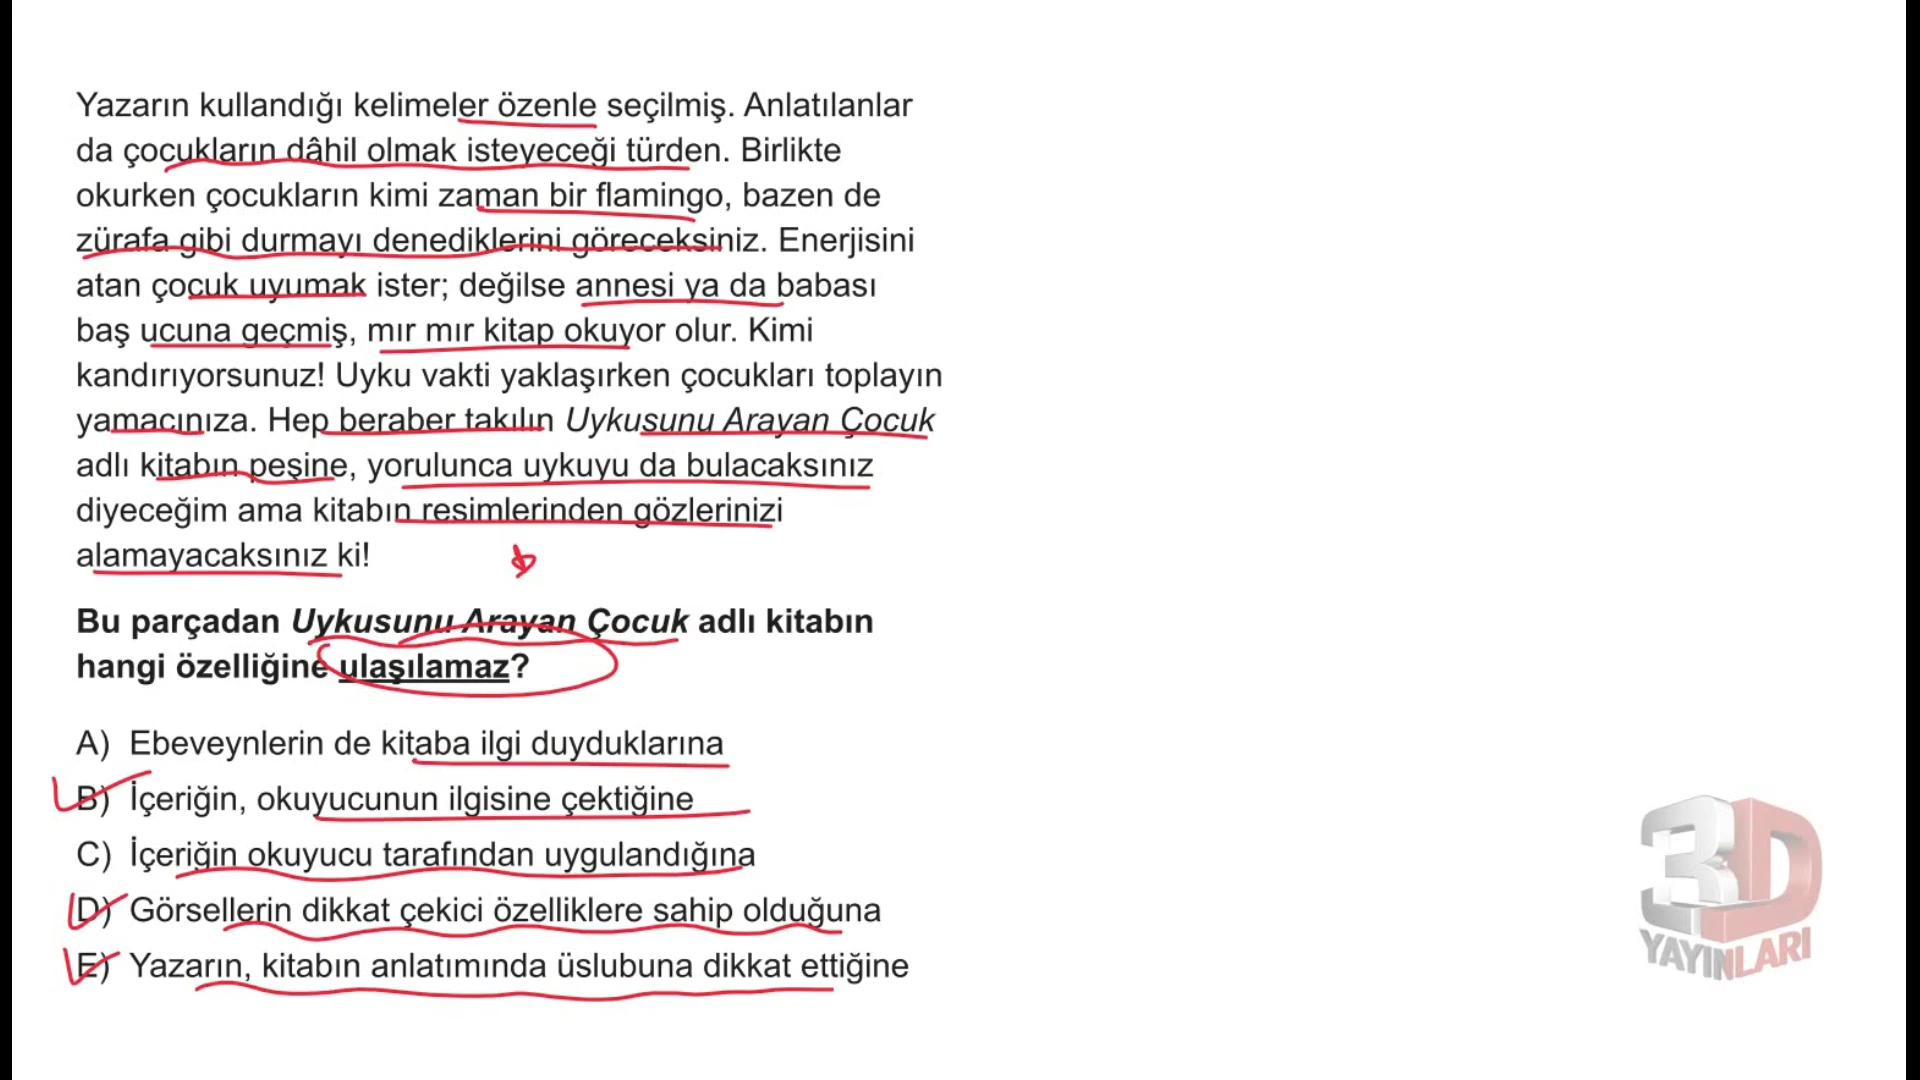 Yazarın kullandığı kelimeler özenle seçilmiş. Anlatılanlar
da çocukların dâhil olmak isteyeceği türden. Birlikte
okurken çocukların kimi zaman bir flamingo, bazen de
zürafa gibi durmayı denediklerini göreceksiniz. Enerjisini
atan çocuk uyumak ister; değilse annesi ya da babası
baş ucuna geçmiş, mır mır kitap okuyor olur. Kimi
kandırıyorsunuz! Uyku vakti yaklaşırken çocukları toplayın
yamacınıza. Hep beraber takılın Uykusunu Arayan Çocuk
adlı kitabın peşine, yorulunca uykuyu da bulacaksınız
diyeceğim ama kitabın resimlerinden gözlerinizi
alamayacaksınız ki!
Bu parçadan Uykusunu Arayan Çocuk adlı kitabın
hangi özelliğine ulaşılamaz?
A) Ebeveynlerin de kitaba ilgi duyduklarına
B) İçeriğin, okuyucunun ilgisine çektiğine
C) İçeriğin okuyucu tarafından uygulandığına
D) Görsellerin dikkat çekici özelliklere sahip olduğuna
E) Yazarın, kitabın anlatımında üslubuna dikkat ettiğine
3D
YAYINLARI